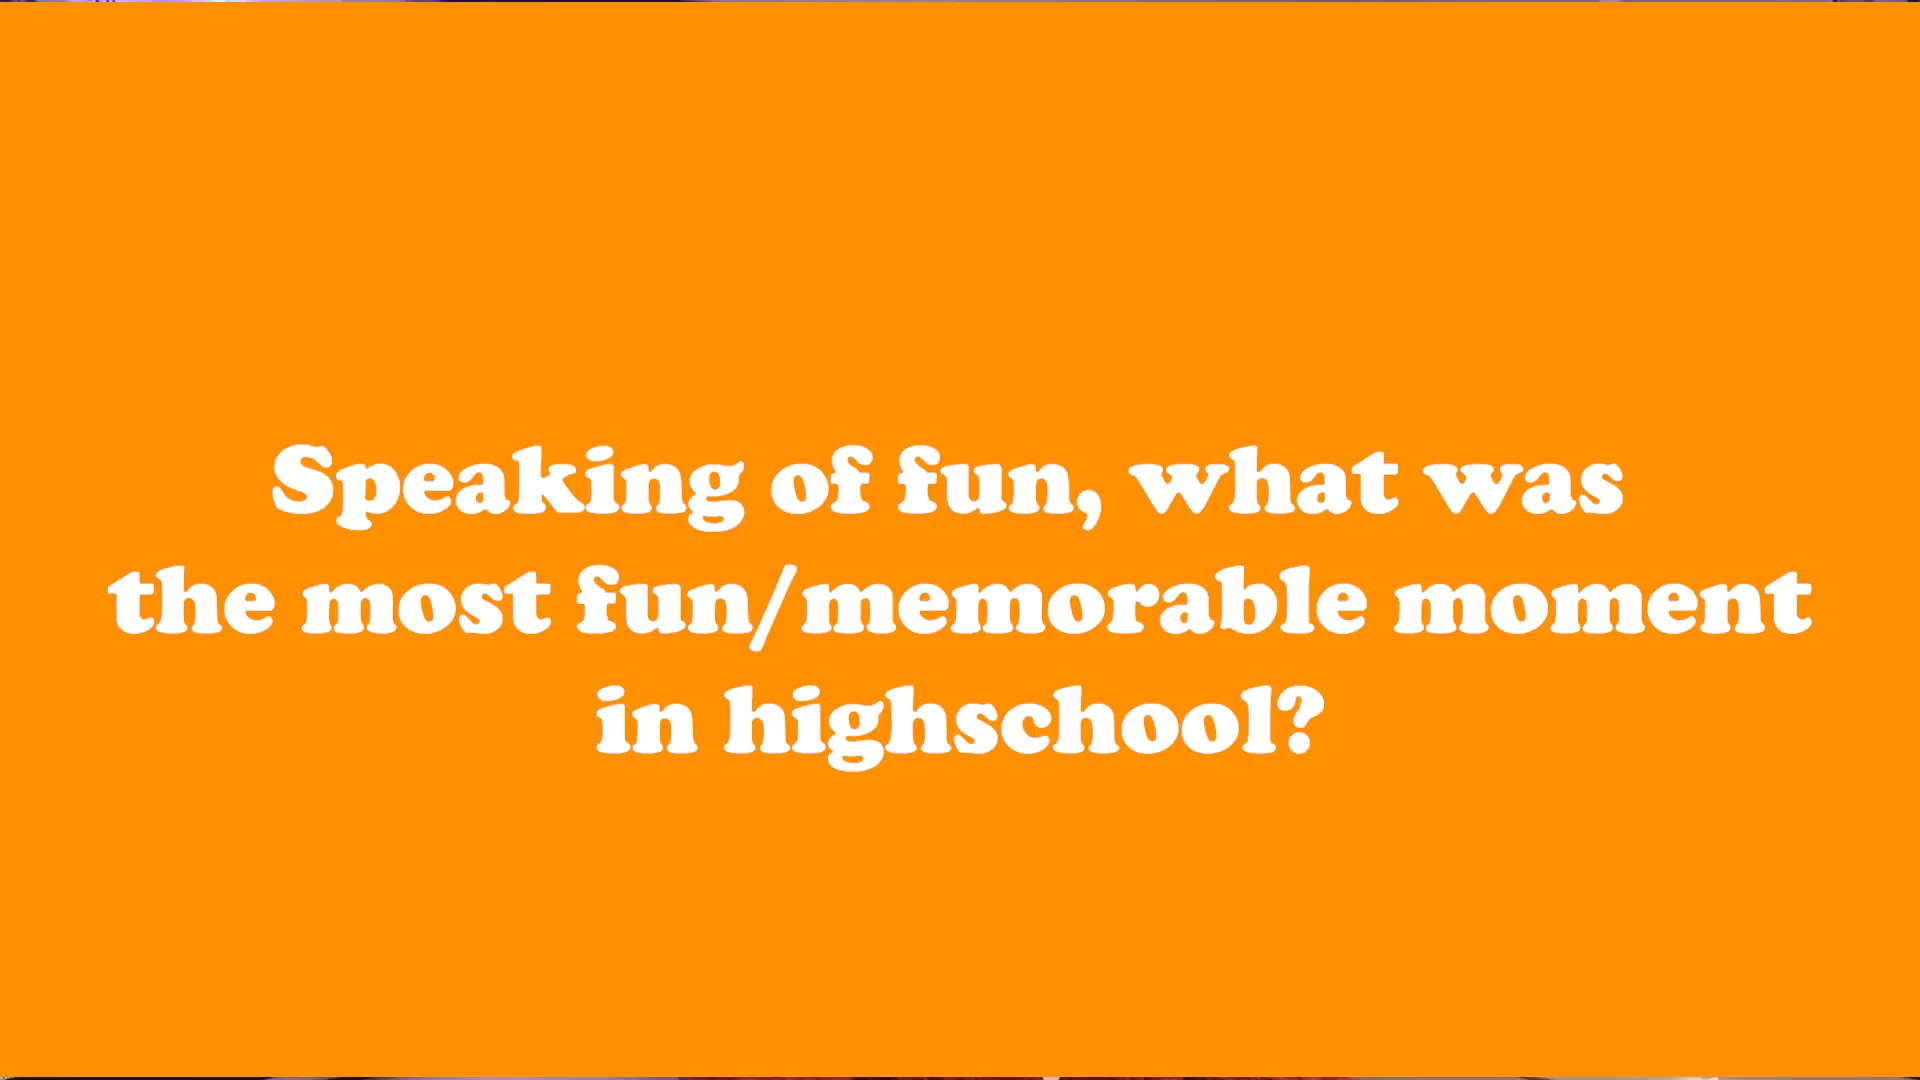 Speaking of fun, what was
the most fun/memorable moment
in highschool?